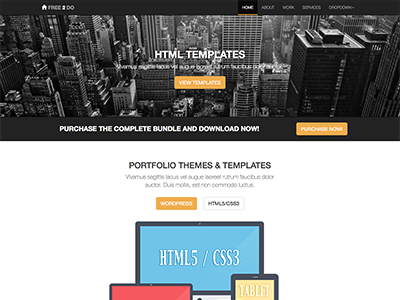 FREE 2 DO
HOME ABOUT WORK SERVICES DROPDOWN
HTML TEMPLATES
Vivamus sagittis lacus vel augue laoreet rutrum faucibus dolor auctor.
VIEW TEMPLATES
PURCHASE THE COMPLETE BUNDLE AND DOWNLOAD NOW!
PURCHASE NOW!
PORTFOLIO THEMES & TEMPLATES
Vivamus sagittis lacus vel augue laoreet rutrum faucibus dolor
auctor. Duis mollis, est non commodo luctus.
WORDPRESS
HTML5/CSS3
HTML5 / CSS3
TABLET